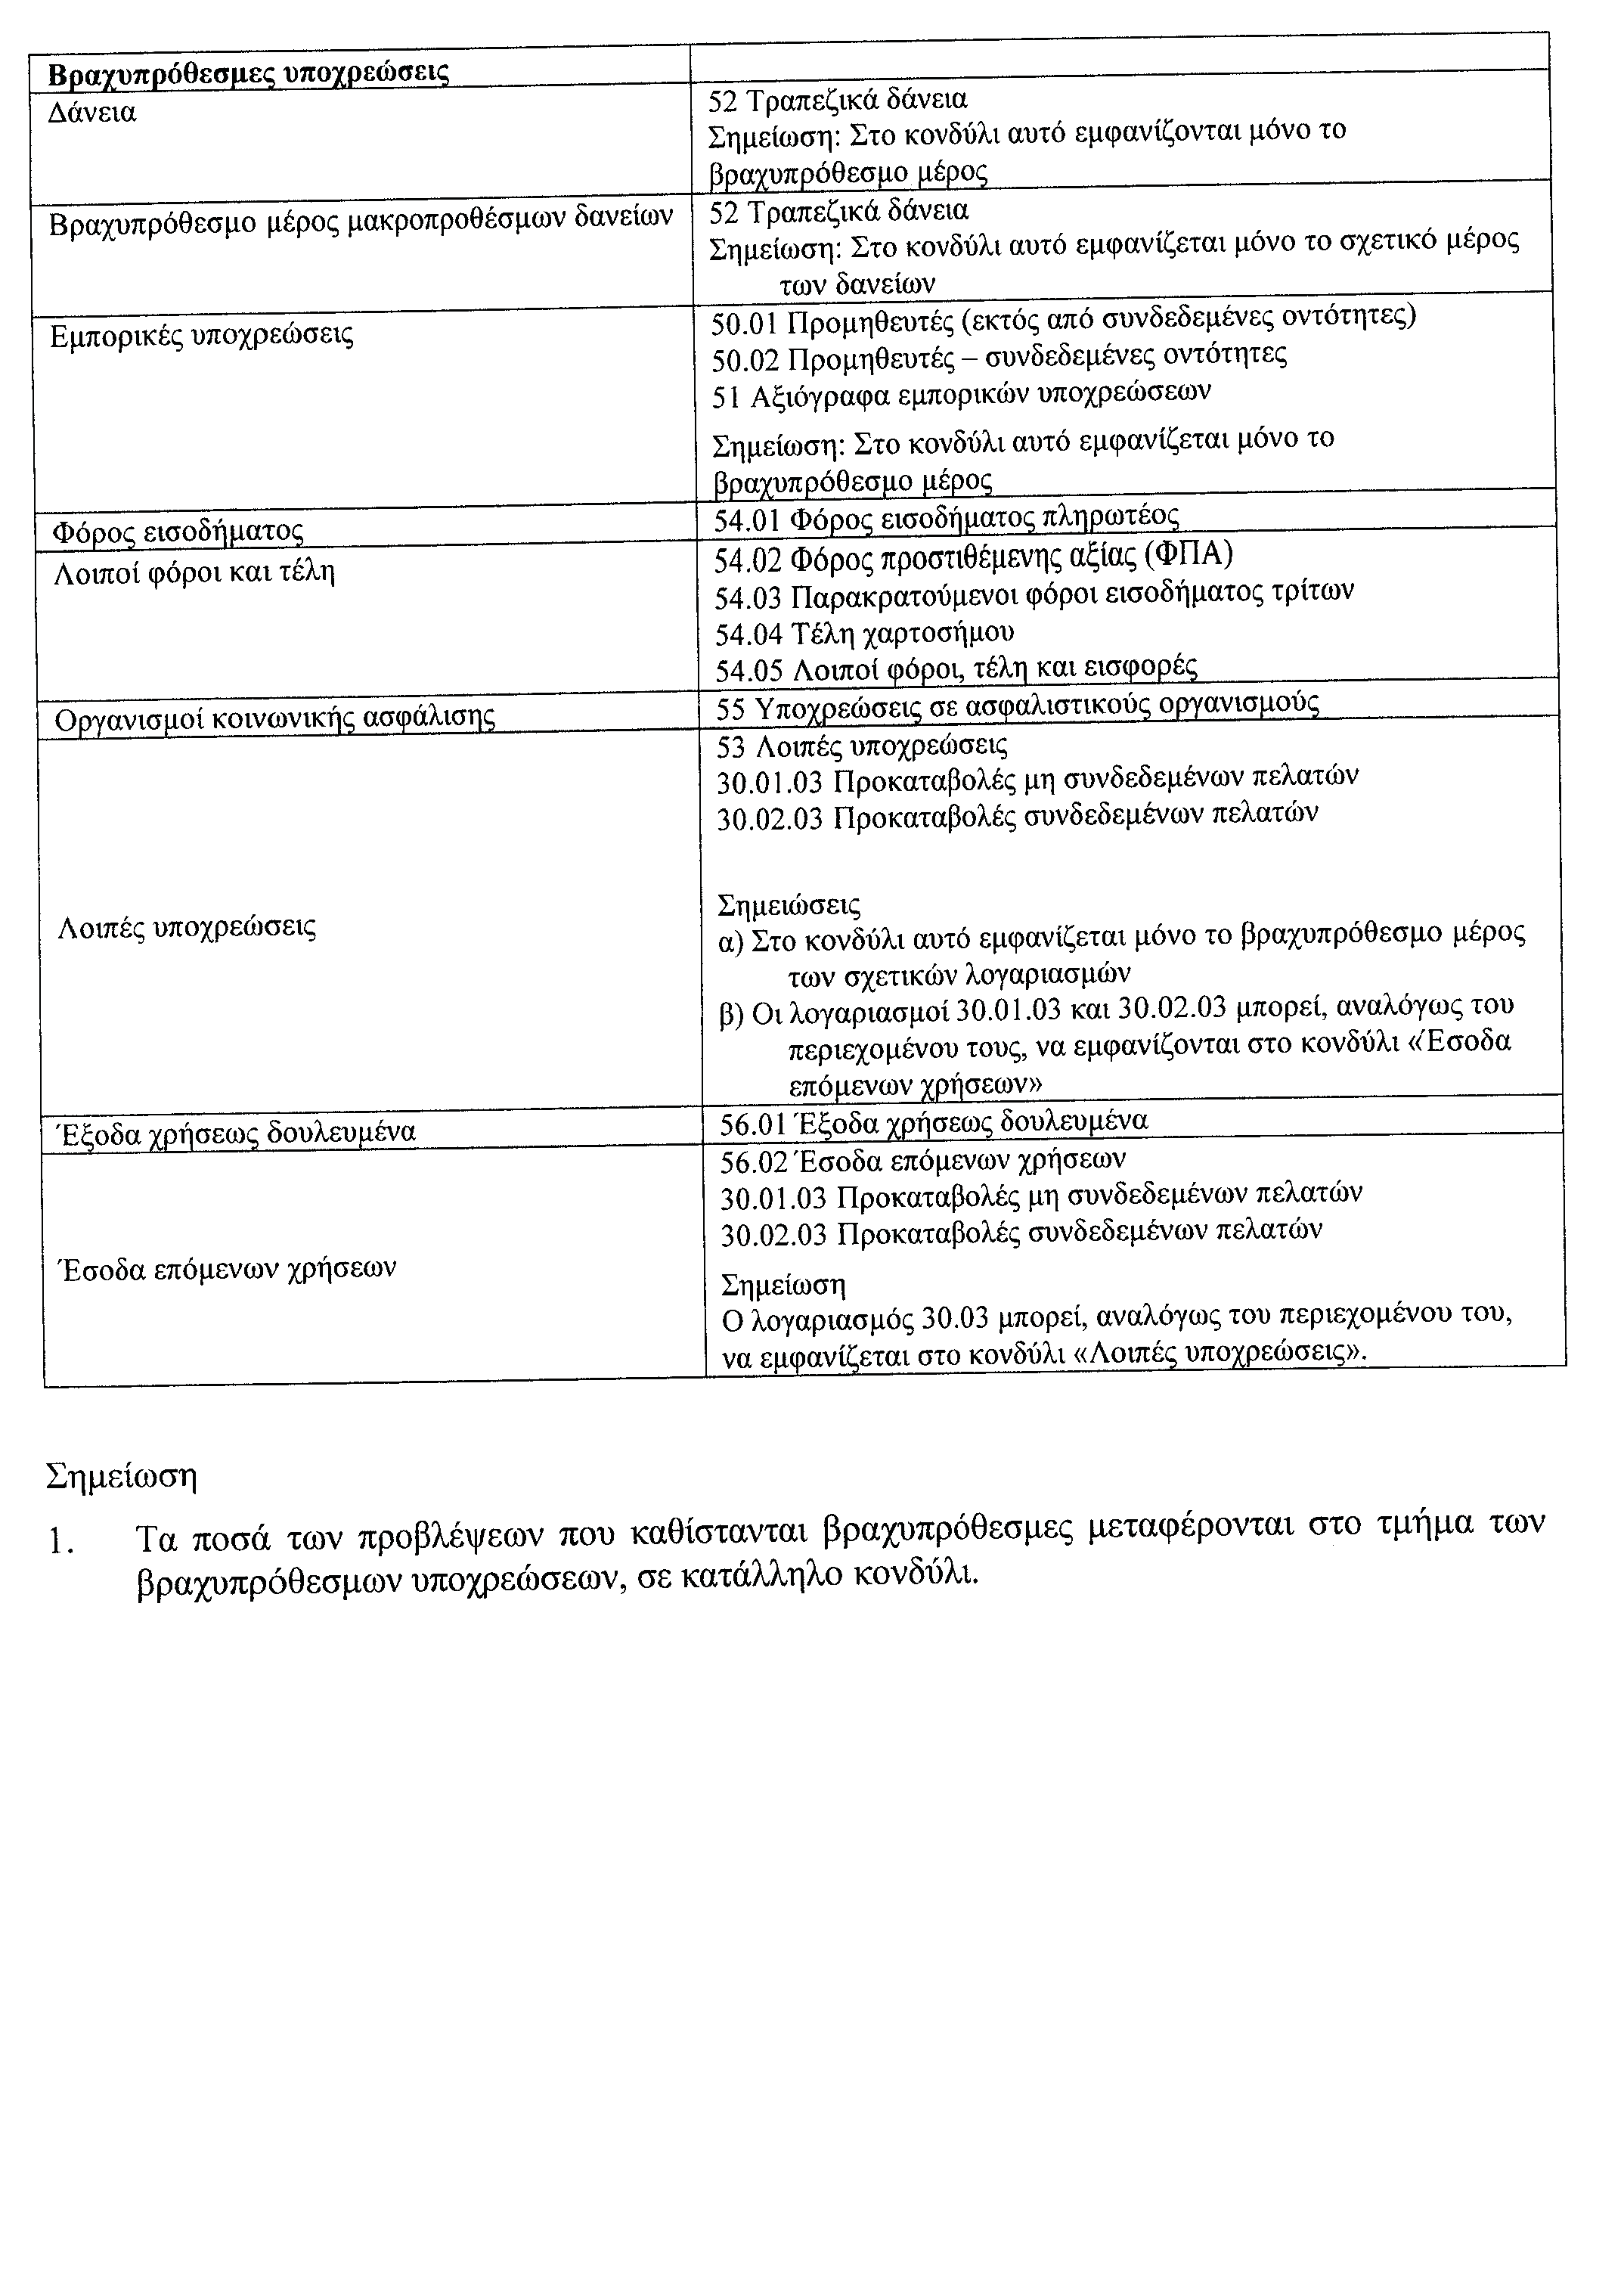 Βραχυπρόθεσμες υποχρεώσεις
Δάνεια
52 Τραπεζικά δάνεια
Σημείωση: Στο κονδύλι αυτό εμφανίζονται μόνο το
βραχυπρόθεσμο μέρος
Βραχυπρόθεσμο μέρος μακροπροθέσμων δανείων
52 Τραπεζικά δάνεια
Σημείωση: Στο κονδύλι αυτό εμφανίζεται μόνο το σχετικό μέρος
των δανείων
Εμπορικές υποχρεώσεις
50.01 Προμηθευτές (εκτός από συνδεδεμένες οντότητες)
50.02 Προμηθευτές – συνδεδεμένες οντότητες
51 Αξιόγραφα εμπορικών υποχρεώσεων
Σημείωση: Στο κονδύλι αυτό εμφανίζεται μόνο το
βραχυπρόθεσμο μέρος
Φόρος εισοδήματος
54.01 Φόρος εισοδήματος πληρωτέος
Λοιποί φόροι και τέλη
54.02 Φόρος προστιθέμενης αξίας (ΦΠΑ)
54.03 Παρακρατούμενοι φόροι εισοδήματος τρίτων
54.04 Τέλη χαρτοσήμου
54.05 Λοιποί φόροι, τέλη και εισφορές
Οργανισμοί κοινωνικής ασφάλισης
55 Υποχρεώσεις σε ασφαλιστικούς οργανισμούς
Λοιπές υποχρεώσεις
53 Λοιπές υποχρεώσεις
30.01.03 Προκαταβολές μη συνδεδεμένων πελατών
30.02.03 Προκαταβολές συνδεδεμένων πελατών
Σημειώσεις
α) Στο κονδύλι αυτό εμφανίζεται μόνο το βραχυπρόθεσμο μέρος
των σχετικών λογαριασμών
β) Οι λογαριασμοί 30.01.03 και 30.02.03 μπορεί, αναλόγως του
περιεχομένου τους, να εμφανίζονται στο κονδύλι «Έσοδα
επόμενων χρήσεων»
Έξοδα χρήσεως δουλευμένα
56.01 Έξοδα χρήσεως δουλευμένα
Έσοδα επόμενων χρήσεων
56.02 Έσοδα επόμενων χρήσεων
30.01.03 Προκαταβολές μη συνδεδεμένων πελατών
30.02.03 Προκαταβολές συνδεδεμένων πελατών
Σημείωση
Ο λογαριασμός 30.03 μπορεί, αναλόγως του περιεχομένου του,
να εμφανίζεται στο κονδύλι «Λοιπές υποχρεώσεις».
Σημείωση
1. Τα ποσά των προβλέψεων που καθίστανται βραχυπρόθεσμες μεταφέρονται στο τμήμα των
βραχυπρόθεσμων υποχρεώσεων, σε κατάλληλο κονδύλι.